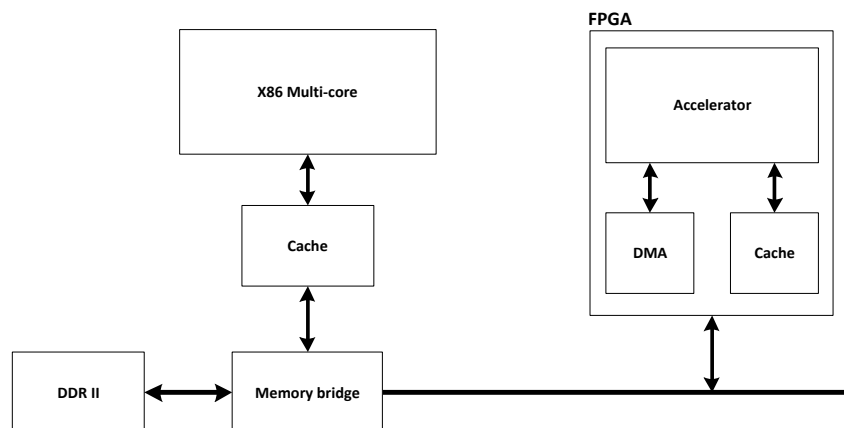 FPGA
X86 Multi-core
Accelerator
Cache
DMA
Cache
DDR II
Memory bridge